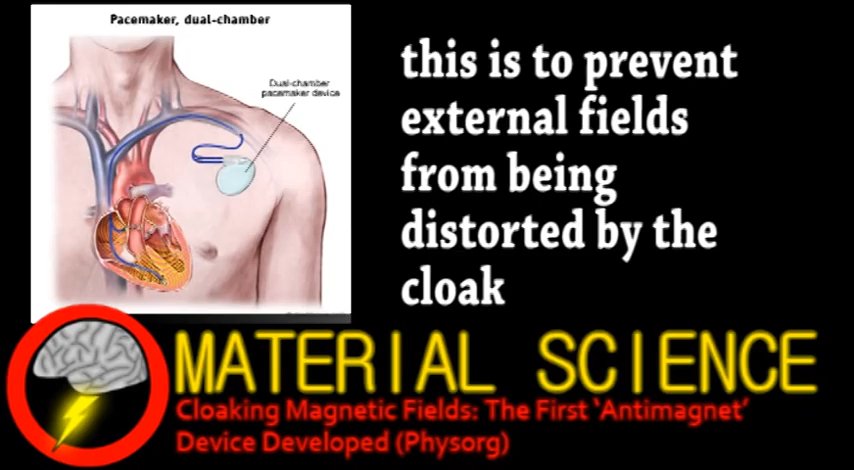 Pacemaker, dual-chamber
Dual-chamber
pacemaker device
this is to prevent
external fields
from being
distorted by the
cloak
MATERIAL SCIENCE
Cloaking Magnetic Fields: The First ‘Antimagnet’
Device Developed (Physorg)